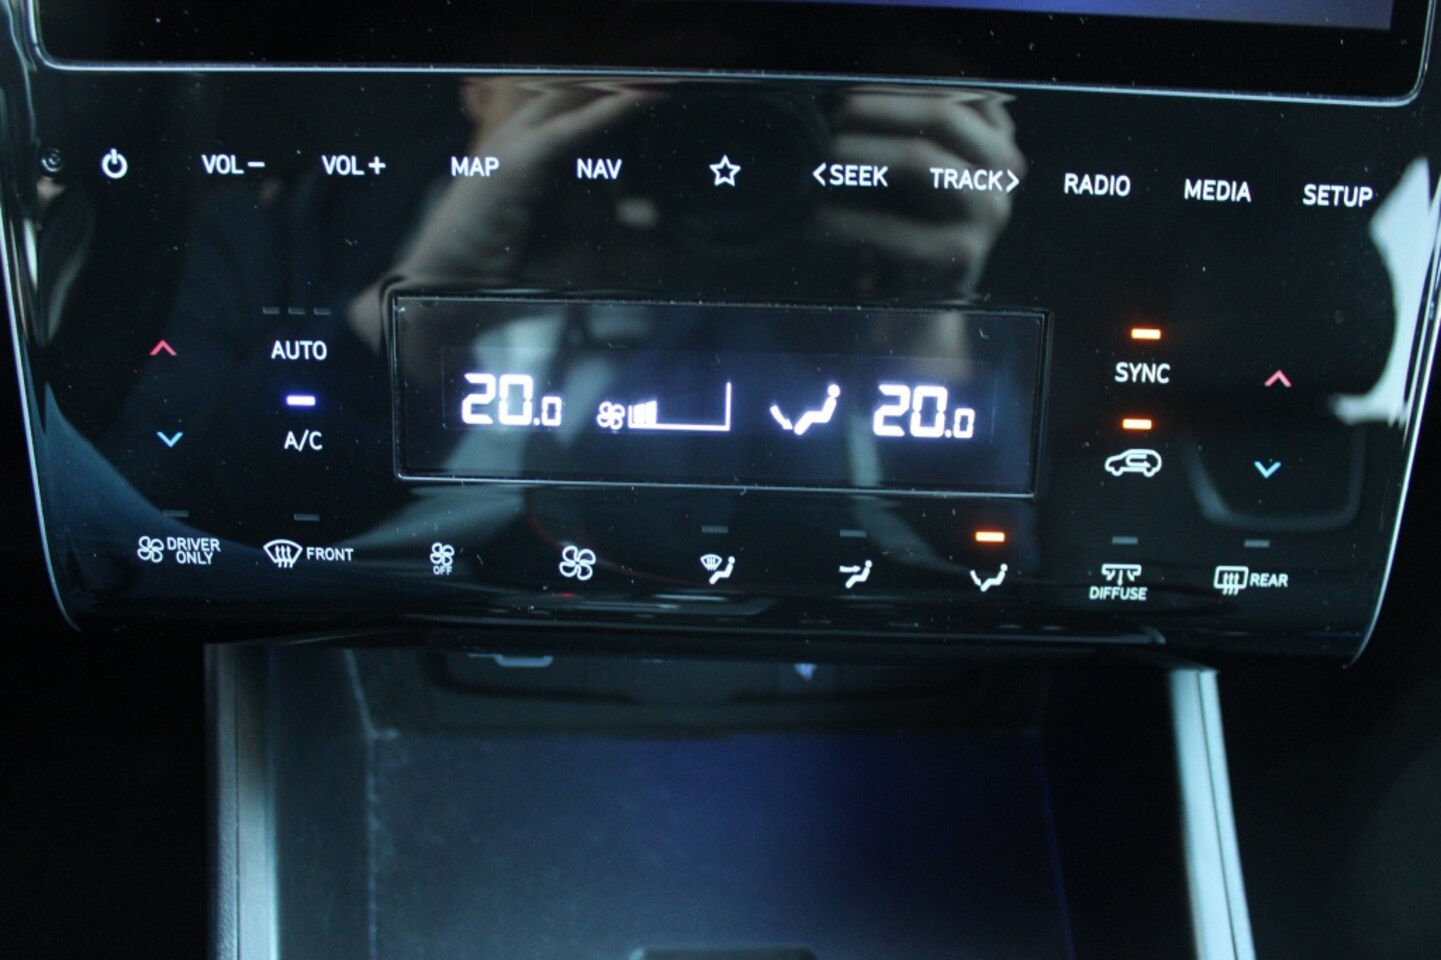 VOL− VOL+ MAP NAV <SEEK TRACK> RADIO MEDIA SETUP
AUTO
SYNC
20.0 20.0
A/C
DRIVER ONLY
FRONT
OFF
DIFFUSE
REAR